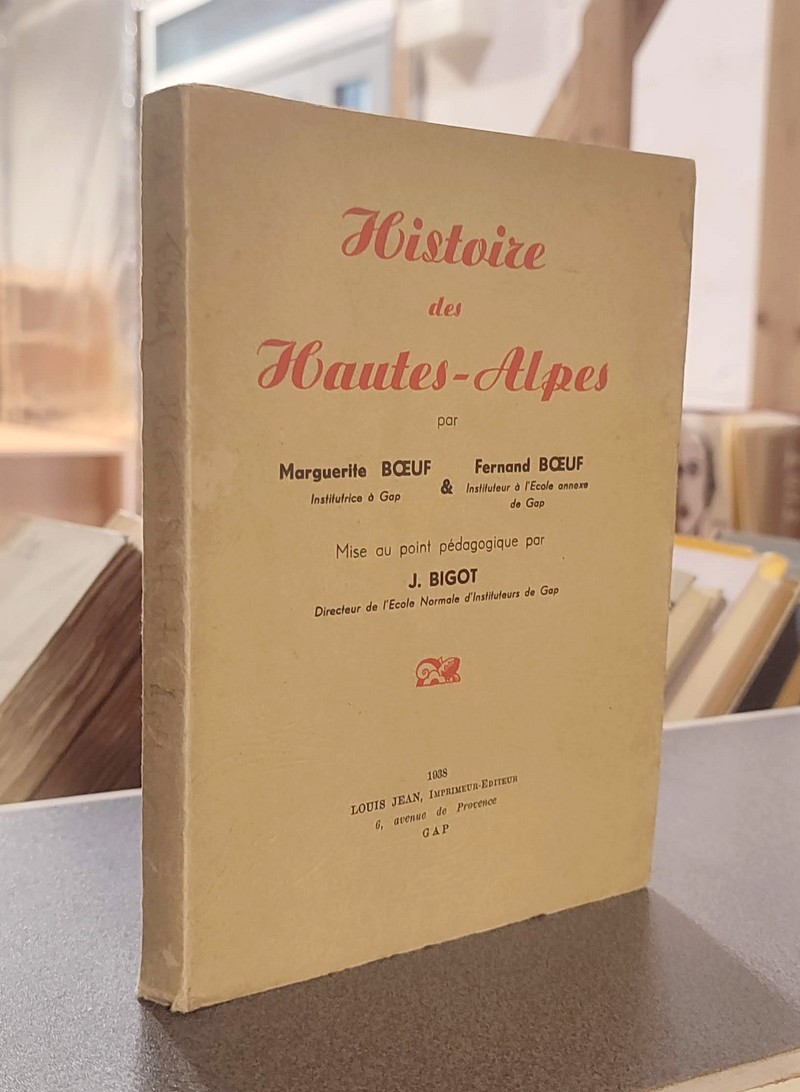 Histoire
des
Hautes-Alpes
par
Marguerite BŒUF
Institutrice à Gap
&
Fernand BŒUF
Instituteur à l'Ecole annexe
de Gap
Mise au point pédagogique par
J. BIGOT
Directeur de l'Ecole Normale d'Instituteurs de Gap
1938
LOUIS JEAN, IMPRIMEUR-EDITEUR
6, avenue de Provence
GAP